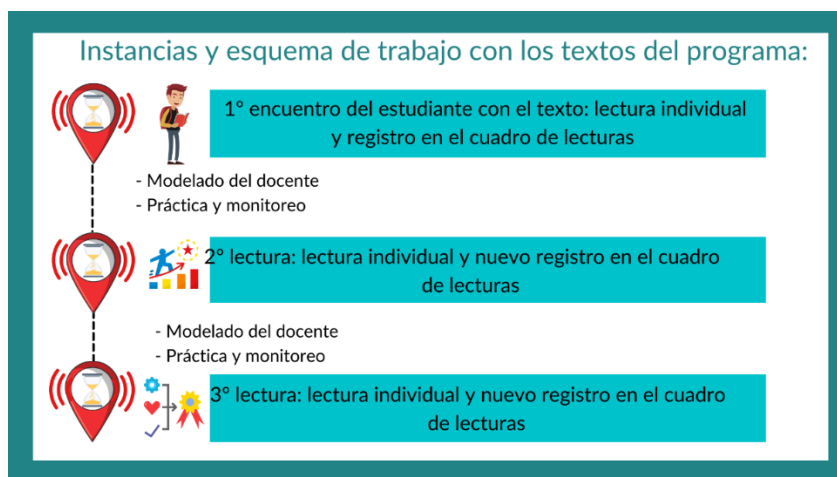 Instancias y esquema de trabajo con los textos del programa:
1° encuentro del estudiante con el texto: lectura individual
y registro en el cuadro de lecturas
- Modelado del docente
- Práctica y monitoreo
2° lectura: lectura individual y nuevo registro en el cuadro
de lecturas
- Modelado del docente
- Práctica y monitoreo
3° lectura: lectura individual y nuevo registro en el cuadro
de lecturas